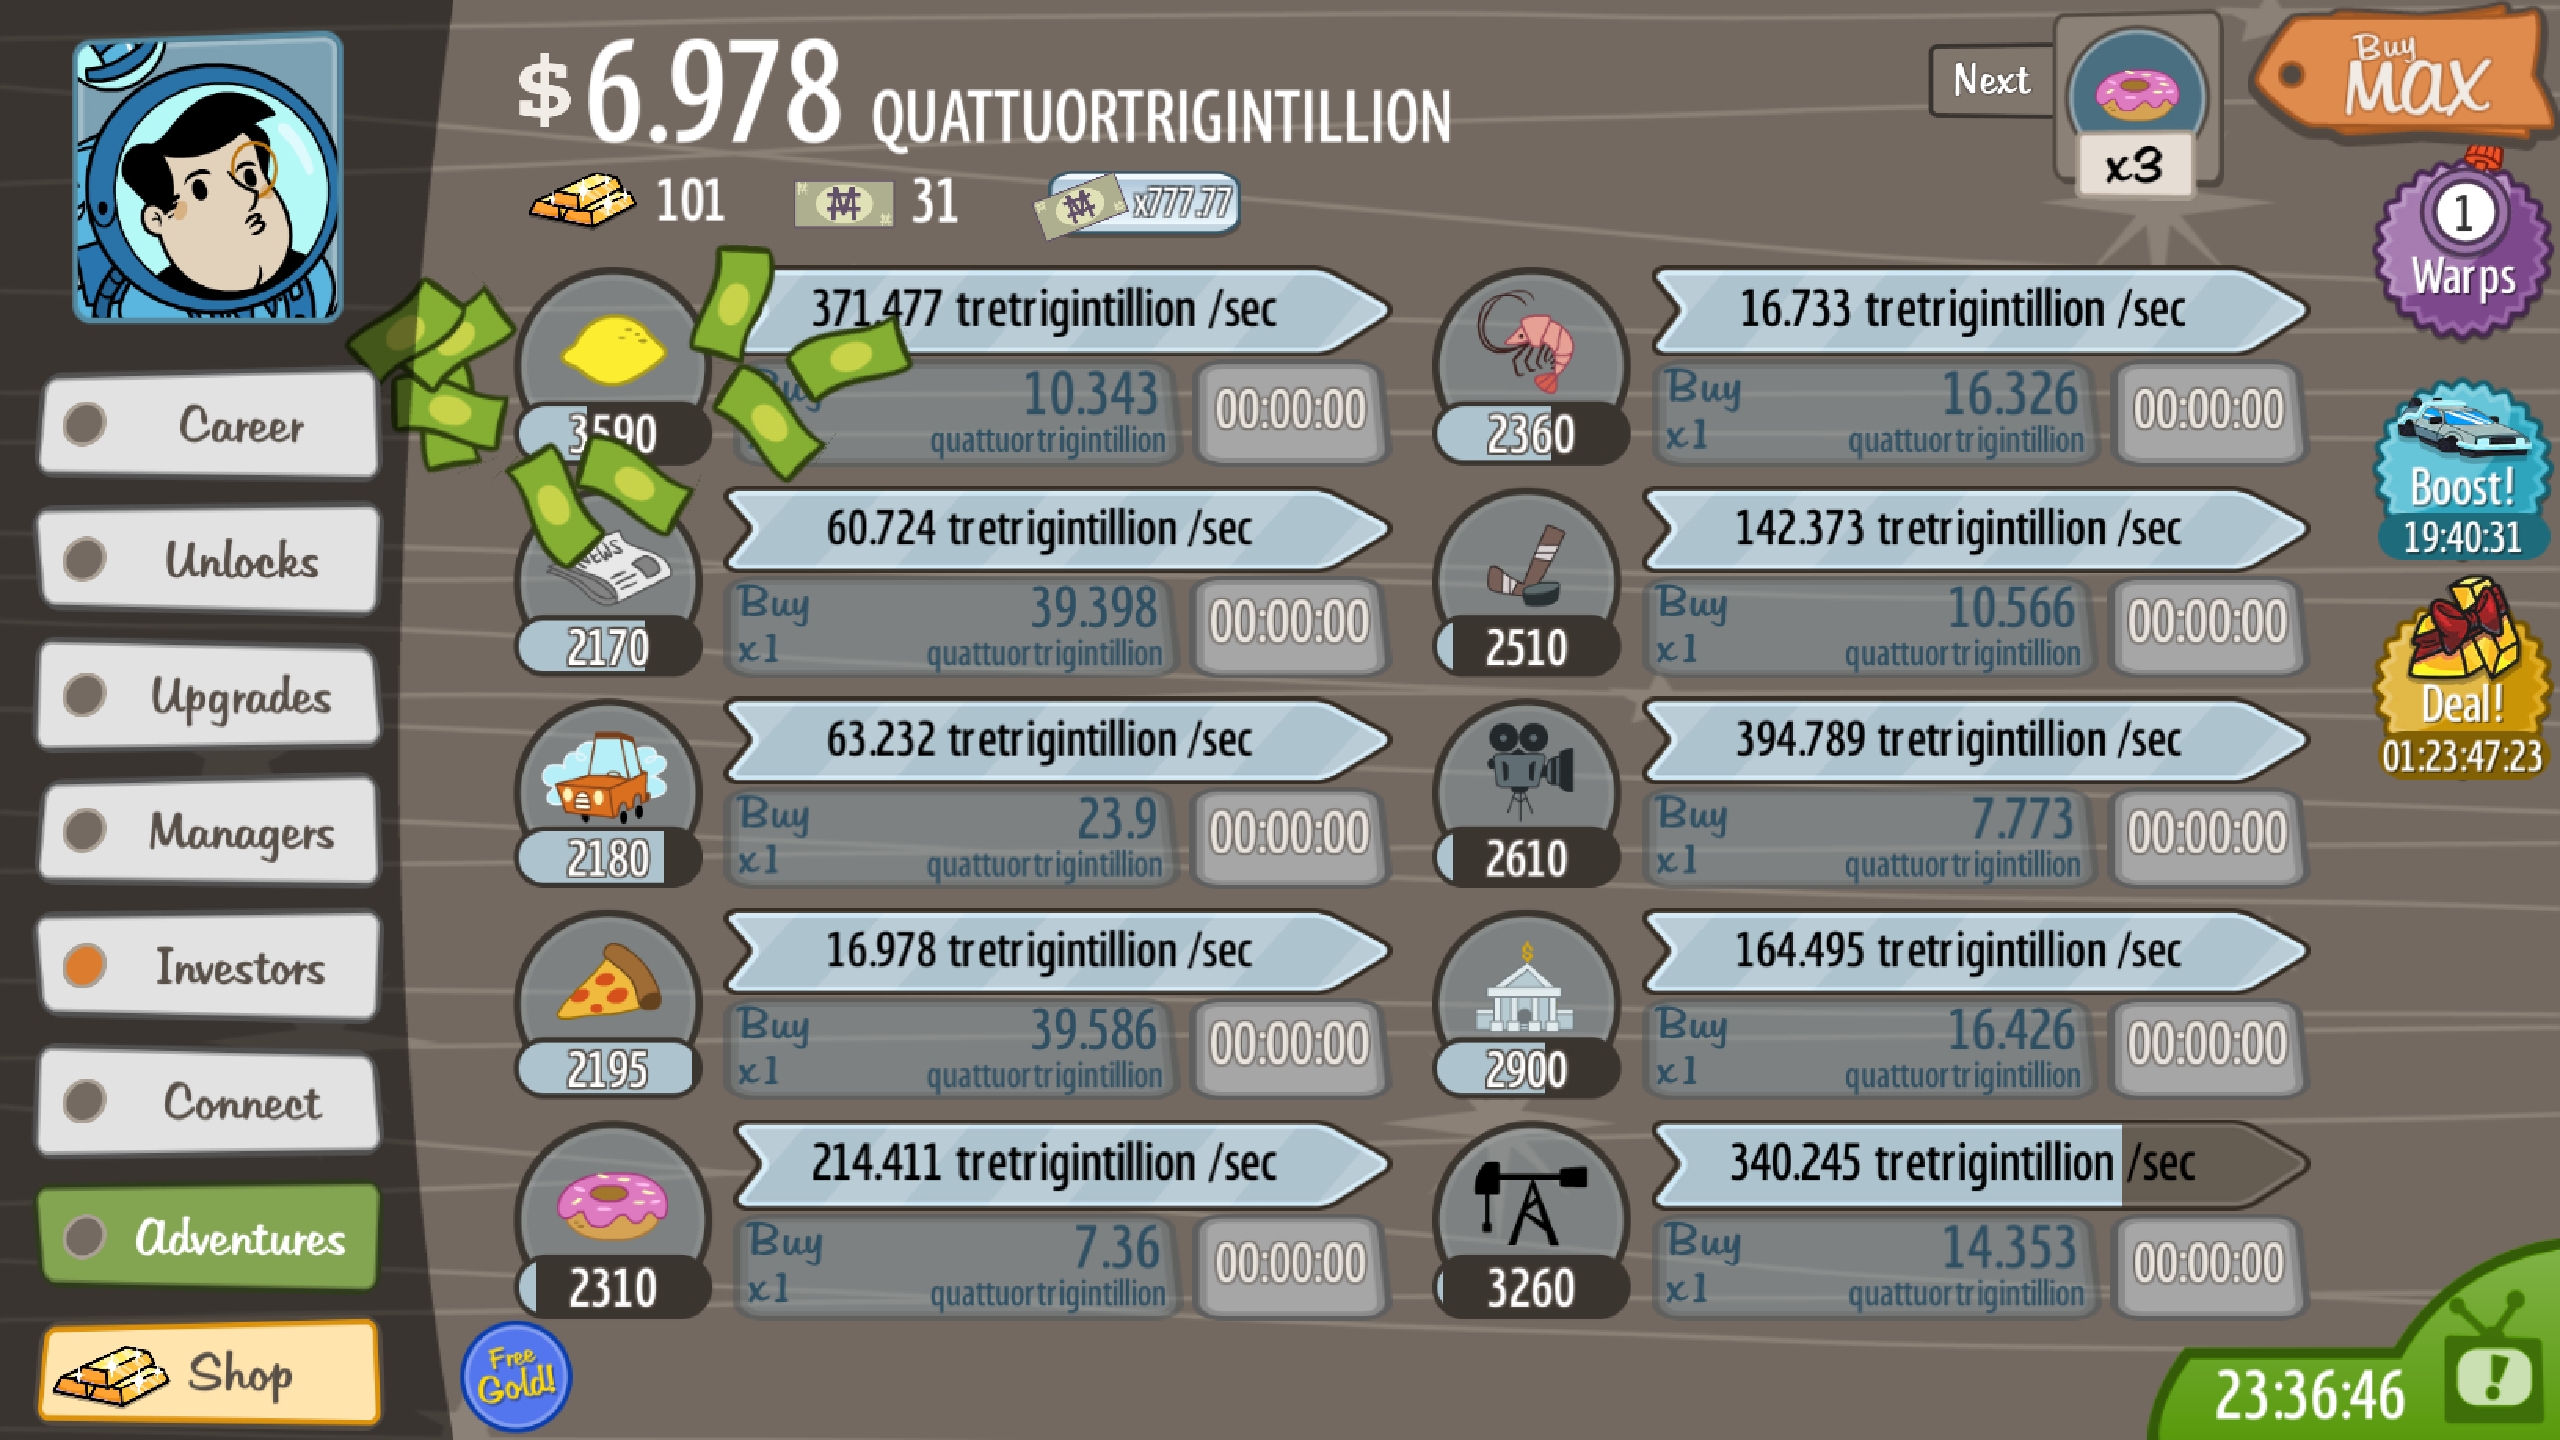 $6.978 QUATTUORTRIGINTILLION
101
31
x777.77
Next
x3
Buy
MAX
1
Warps
Boost!
19:40:31
Deal!
01:23:47:23
Career
Unlocks
Upgrades
Managers
Investors
Connect
Adventures
Shop
3590
371.477 tretrigintillion /sec
10.343
quattuortrigintillion
00:00:00
NEWS
2170
60.724 tretrigintillion /sec
Buy
x1
39.398
quattuortrigintillion
00:00:00
2180
63.232 tretrigintillion /sec
Buy
x1
23.9
quattuortrigintillion
00:00:00
2195
16.978 tretrigintillion /sec
Buy
x1
39.586
quattuortrigintillion
00:00:00
2310
214.411 tretrigintillion /sec
Buy
x1
7.36
quattuortrigintillion
00:00:00
2360
16.733 tretrigintillion /sec
Buy
x1
16.326
quattuortrigintillion
00:00:00
2510
142.373 tretrigintillion /sec
Buy
x1
10.566
quattuortrigintillion
00:00:00
2610
394.789 tretrigintillion /sec
Buy
x1
7.773
quattuortrigintillion
00:00:00
$
2900
164.495 tretrigintillion /sec
Buy
x1
16.426
quattuortrigintillion
00:00:00
3260
340.245 tretrigintillion /sec
Buy
x1
14.353
quattuortrigintillion
00:00:00
Free
Gold!
23:36:46
!